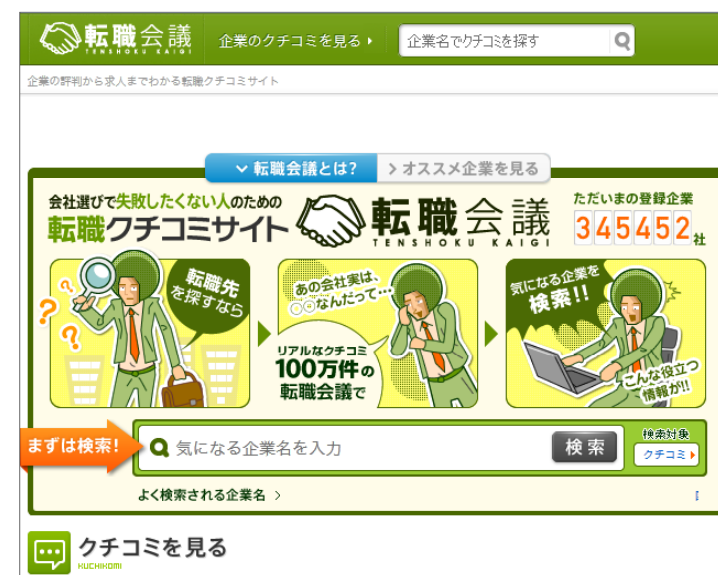 転職会議
TENSHOKU KAIGI
企業のクチコミを見る
企業名でクチコミを探す
企業の評判から求人までわかる転職クチコミサイト
転職会議とは?
オススメ企業を見る
会社選びで失敗したくない人のための
転職クチコミサイト
転職会議
TENSHOKU KAIGI
ただいまの登録企業
345452社
転職先
を探すなら
? ? ?
あの会社実は、
○○なんだって…
リアルなクチコミ
100万件の
転職会議で
気になる企業を
検索!!
こんな役立つ
情報が!!
まずは検索!
気になる企業名を入力
検索
検索対象
クチコミ
よく検索される企業名 >
クチコミを見る
KUCHIKOMI